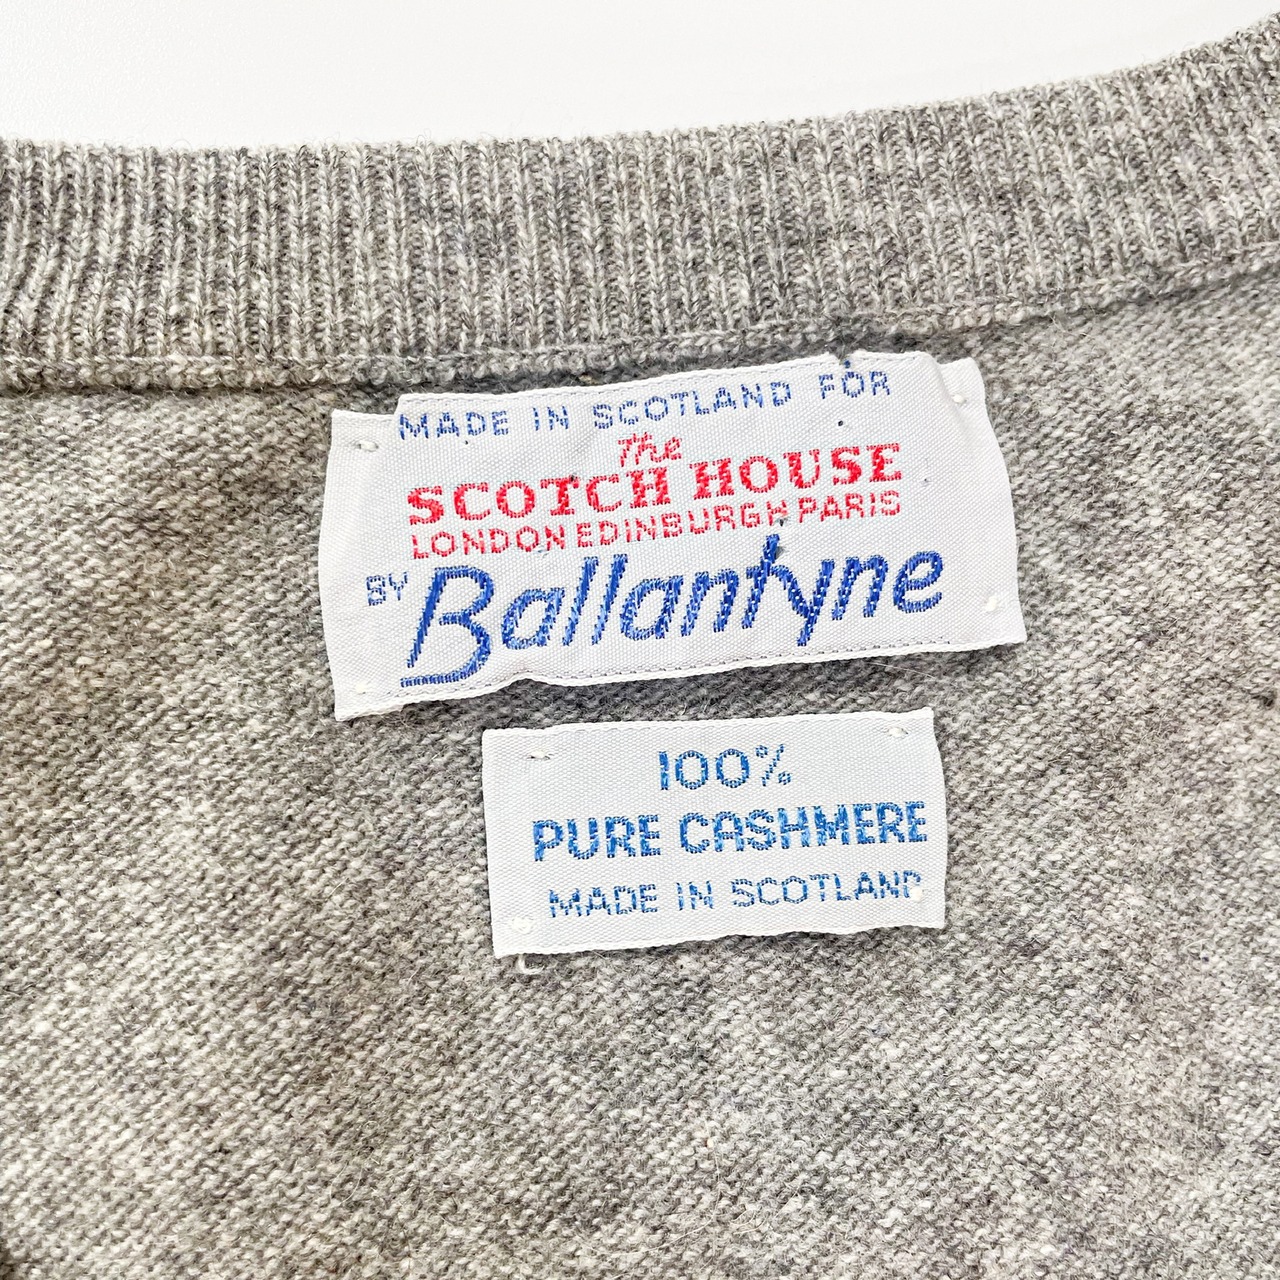 MADE IN SCOTLAND FOR
The
SCOTCH HOUSE
LONDON EDINBURGH PARIS
BY Ballantyne
100%
PURE CASHMERE
MADE IN SCOTLAND